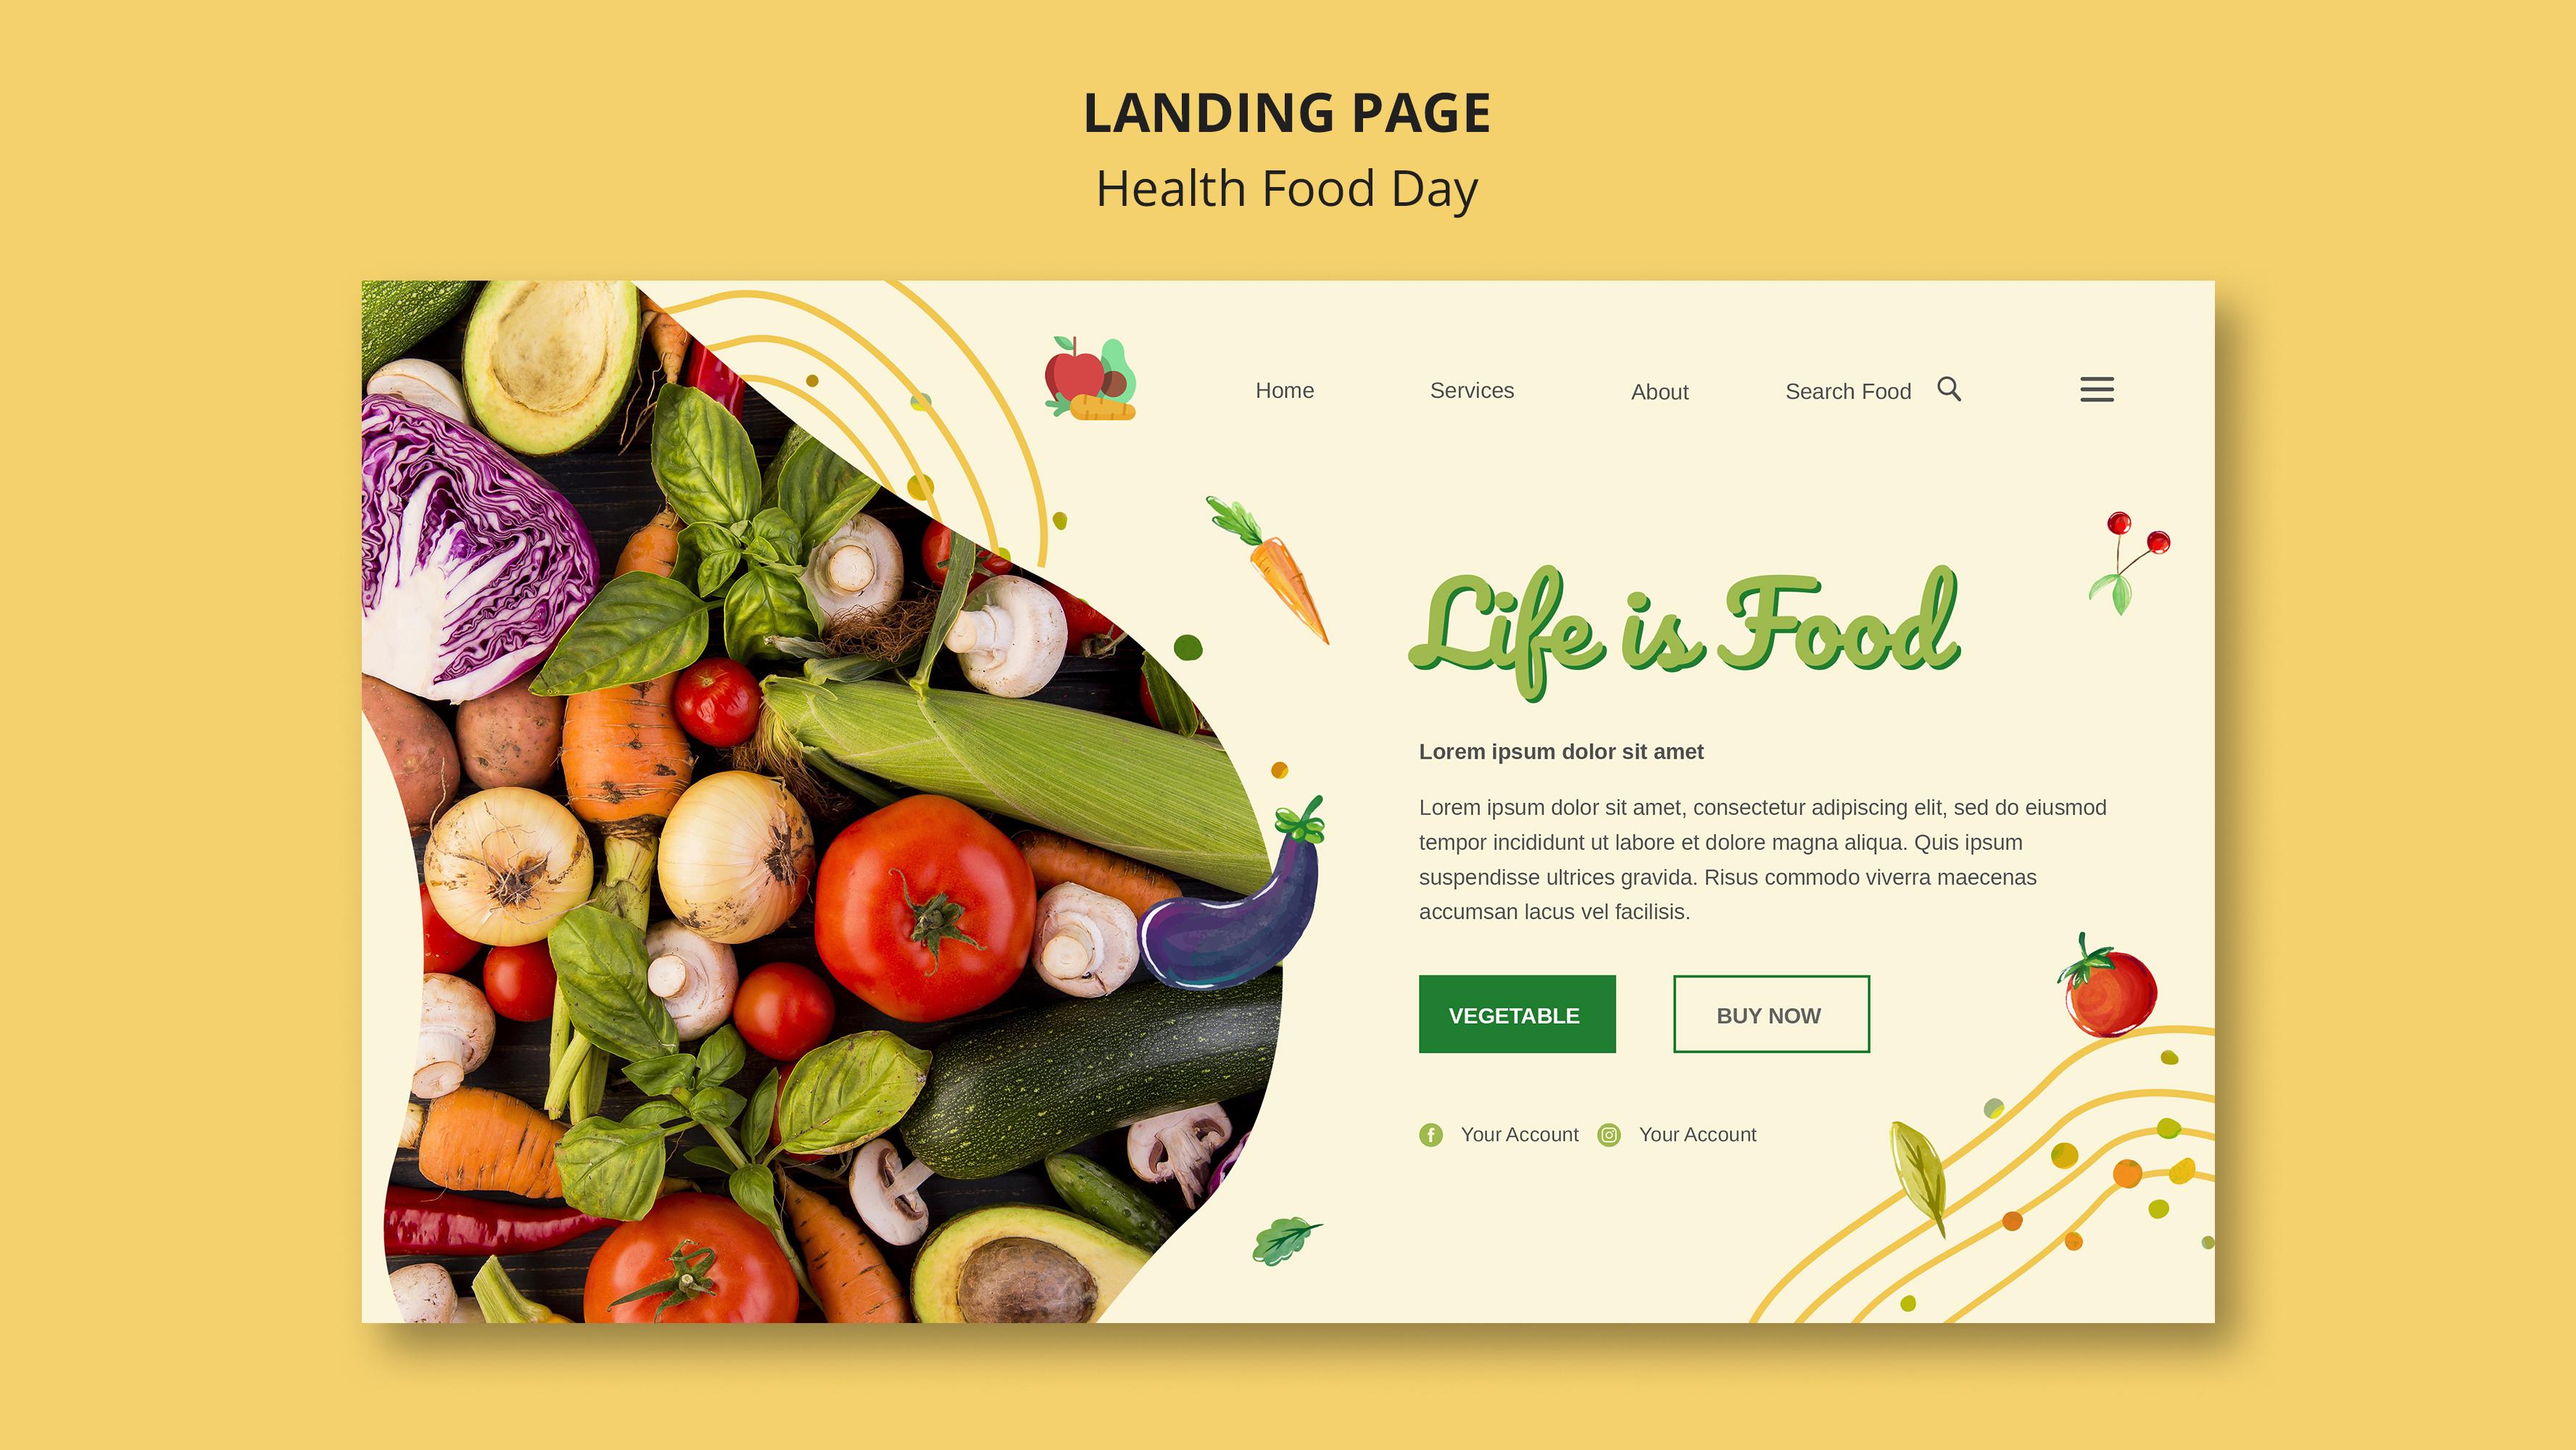 LANDING PAGE
Health Food Day
Home Services About Search Food
Life is Food
Lorem ipsum dolor sit amet
Lorem ipsum dolor sit amet, consectetur adipiscing elit, sed do eiusmod
tempor incididunt ut labore et dolore magna aliqua. Quis ipsum
suspendisse ultrices gravida. Risus commodo viverra maecenas
accumsan lacus vel facilisis.
VEGETABLE BUY NOW
Your Account Your Account